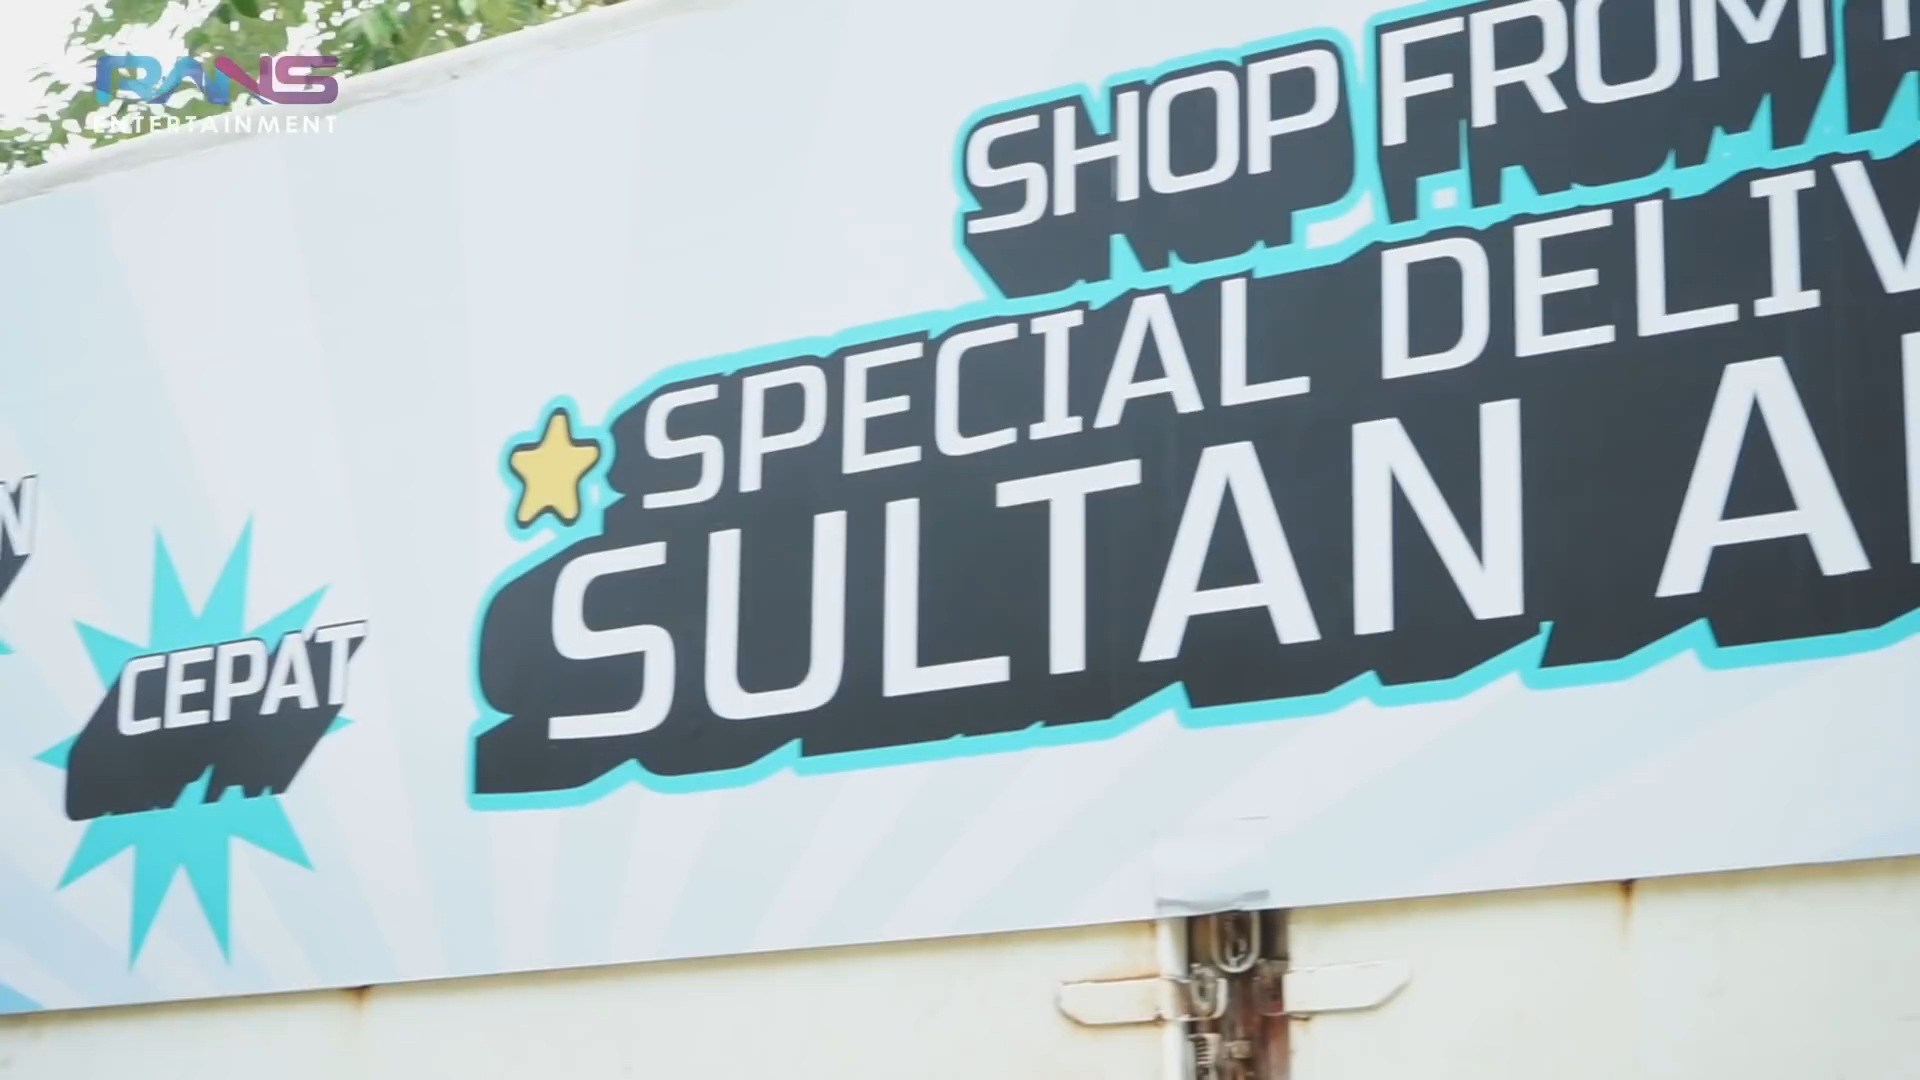 RANS
ENTERTAINMENT
SHOP FROM
SPECIAL DELIV
SULTAN A
N
CEPAT